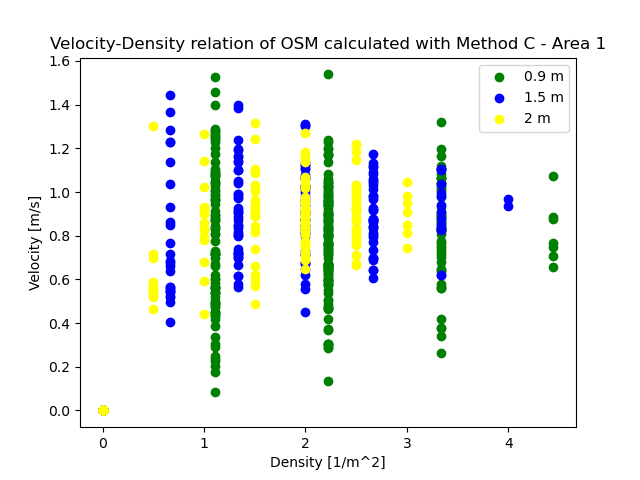 Velocity-Density relation of OSM calculated with Method C - Area 1
1.6
1.4
1.2
1.0
0.8
0.6
0.4
0.2
0.0
Velocity [m/s]
0.9 m
1.5 m
2 m
0 1 2 3 4
Density [1/m^2]